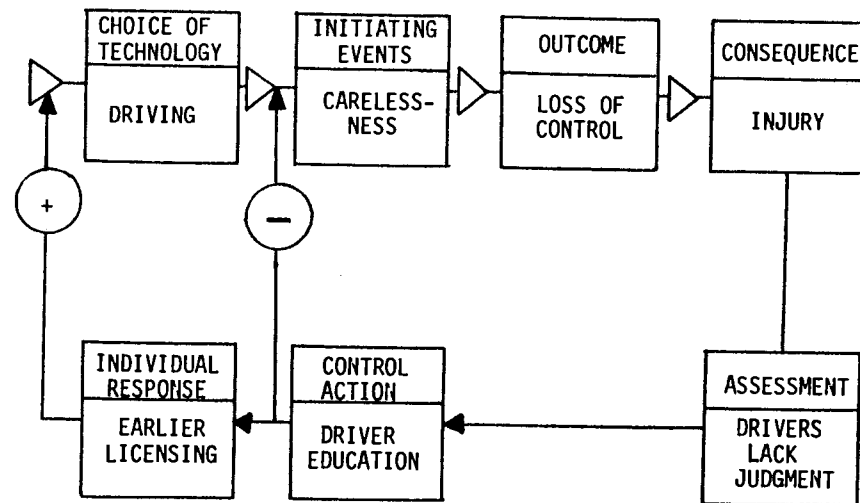 CHOICE OF
TECHNOLOGY
DRIVING
INITIATING
EVENTS
CARELESS-
NESS
OUTCOME
LOSS OF
CONTROL
CONSEQUENCE
INJURY
+
−
INDIVIDUAL
RESPONSE
EARLIER
LICENSING
CONTROL
ACTION
DRIVER
EDUCATION
ASSESSMENT
DRIVERS
LACK
JUDGMENT